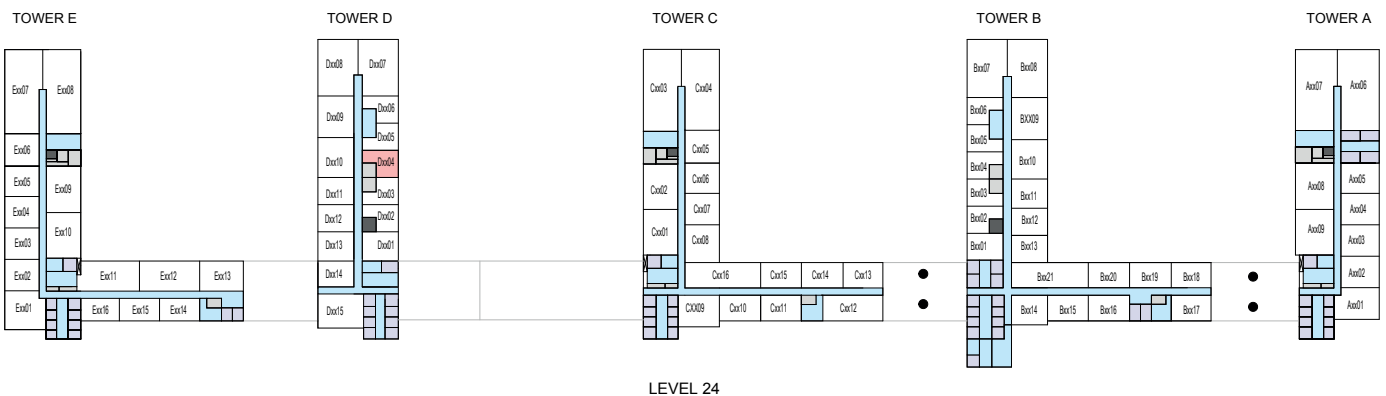 TOWER E
TOWER D
TOWER C
TOWER B
TOWER A
Exx07
Exx08
Exx06
Exx05
Exx09
Exx04
Exx03
Exx10
Exx02
Exx11
Exx12
Exx13
Exx01
Exx16
Exx15
Exx14
Dxx08
Dxx07
Dxx09
Dxx06
Dxx05
Dxx10
Dxx04
Dxx11
Dxx03
Dxx12
Dxx02
Dxx13
Dxx01
Dxx14
Dxx15
Cxx03
Cxx04
Cxx05
Cxx02
Cxx06
Cxx07
Cxx01
Cxx08
Cxx16
Cxx15
Cxx14
Cxx13
CXX09
Cxx10
Cxx11
Cxx12
Bxx07
Bxx08
Bxx06
BXX09
Bxx05
Bxx04
Bxx10
Bxx03
Bxx11
Bxx02
Bxx12
Bxx01
Bxx13
Bxx21
Bxx20
Bxx19
Bxx18
Bxx14
Bxx15
Bxx16
Bxx17
Axx07
Axx06
Axx08
Axx05
Axx04
Axx09
Axx03
Axx02
Axx01
LEVEL 24